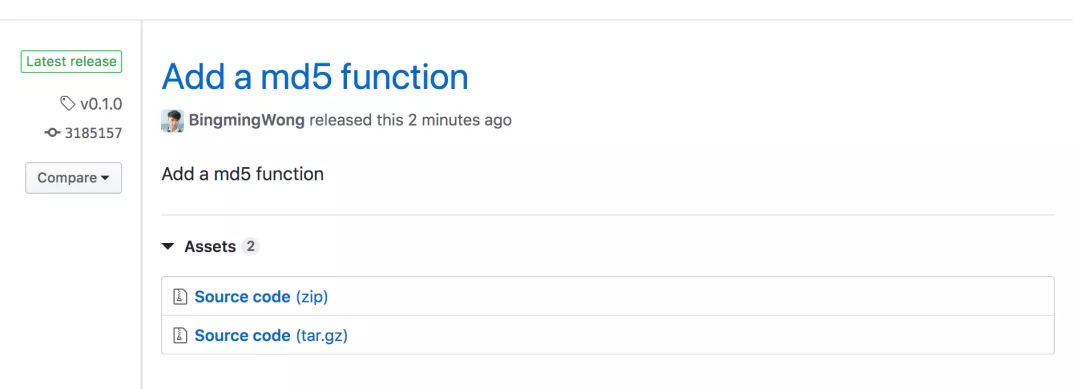 Latest release
v0.1.0
3185157
Compare
Add a md5 function
BingmingWong released this 2 minutes ago
Add a md5 function
Assets 2
Source code (zip)
Source code (tar.gz)